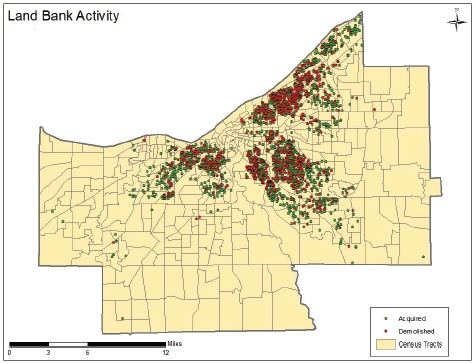 Land Bank Activity
N
Acquired
Demolished
Census Tracts
Miles
0 3 6 12